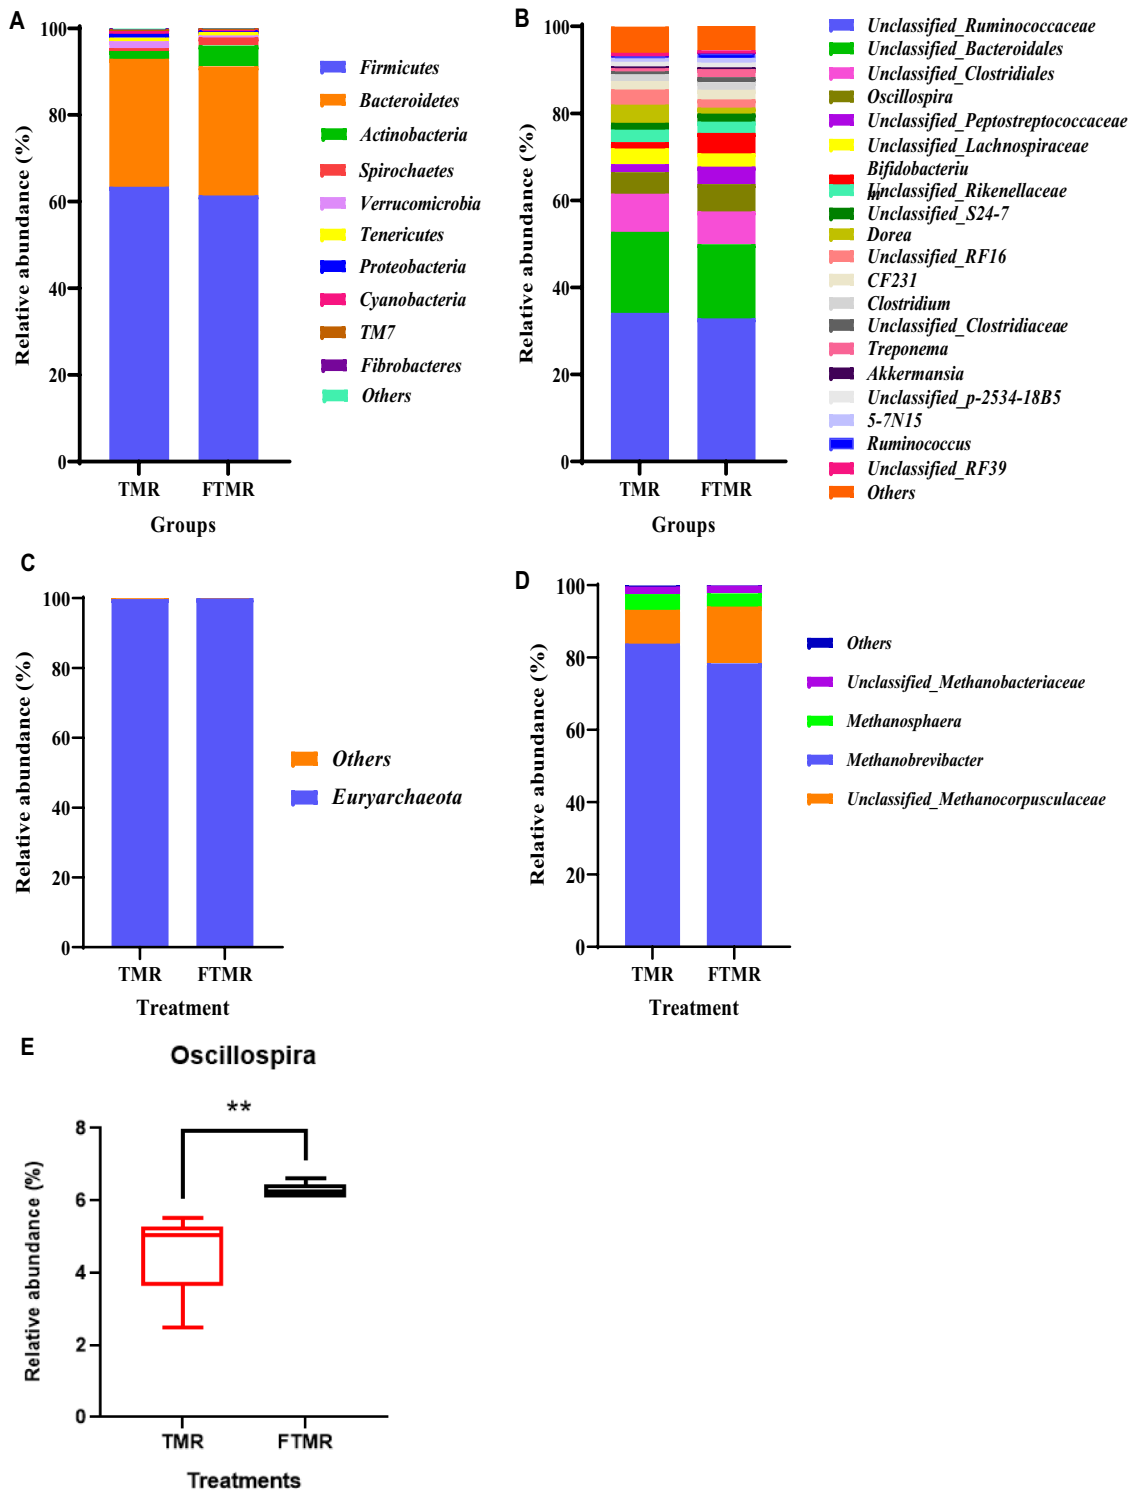 A
Relative abundance (%)
100
80
60
40
20
0
TMR
FTMR
Groups
Firmicutes
Bacteroidetes
Actinobacteria
Spirochaetes
Verrucomicrobia
Tenericutes
Proteobacteria
Cyanobacteria
TM7
Fibrobacteres
Others
B
Relative abundance (%)
100
80
60
40
20
0
TMR
FTMR
Groups
Unclassified_Ruminococcaceae
Unclassified_Bacteroidales
Unclassified_Clostridiales
Oscillospira
Unclassified_Peptostreptococcaceae
Unclassified_Lachnospiraceae
Bifidobacteriu
m
Unclassified_Rikenellaceae
Unclassified_S24-7
Dorea
Unclassified_RF16
CF231
Clostridium
Unclassified_Clostridiaceae
Treponema
Akkermansia
Unclassified_p-2534-18B5
5-7N15
Ruminococcus
Unclassified_RF39
Others
C
Relative abundance (%)
100
80
60
40
20
0
TMR
FTMR
Treatment
Others
Euryarchaeota
D
Relative abundance (%)
100
80
60
40
20
0
TMR
FTMR
Treatment
Others
Unclassified_Methanobacteriaceae
Methanosphaera
Methanobrevibacter
Unclassified_Methanocorpusculaceae
E
Oscillospira
**
Relative abundance (%)
8
6
4
2
0
TMR
FTMR
Treatments